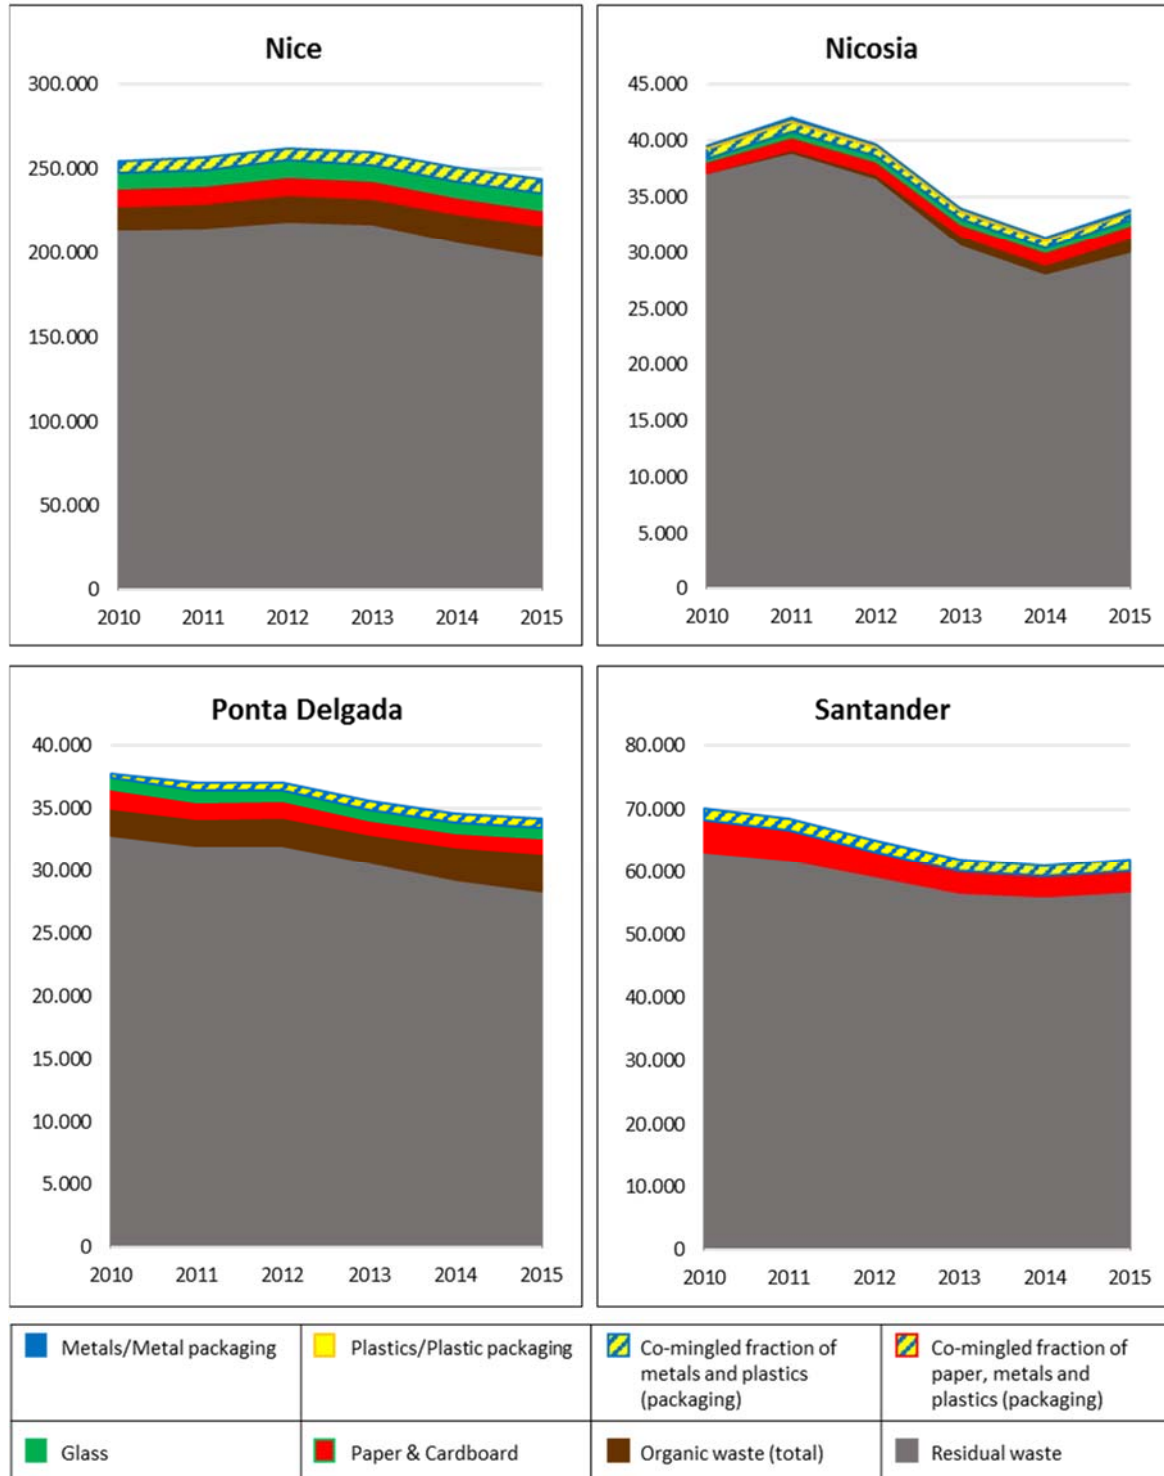 Nice
300.000
250.000
200.000
150.000
100.000
50.000
0
2010 2011 2012 2013 2014 2015
Nicosia
45.000
40.000
35.000
30.000
25.000
20.000
15.000
10.000
5.000
0
2010 2011 2012 2013 2014 2015
Ponta Delgada
40.000
35.000
30.000
25.000
20.000
15.000
10.000
5.000
0
2010 2011 2012 2013 2014 2015
Santander
80.000
70.000
60.000
50.000
40.000
30.000
20.000
10.000
0
2010 2011 2012 2013 2014 2015
Metals/Metal packaging
Plastics/Plastic packaging
Co-mingled fraction of
metals and plastics
(packaging)
Co-mingled fraction of
paper, metals and
plastics (packaging)
Glass
Paper & Cardboard
Organic waste (total)
Residual waste